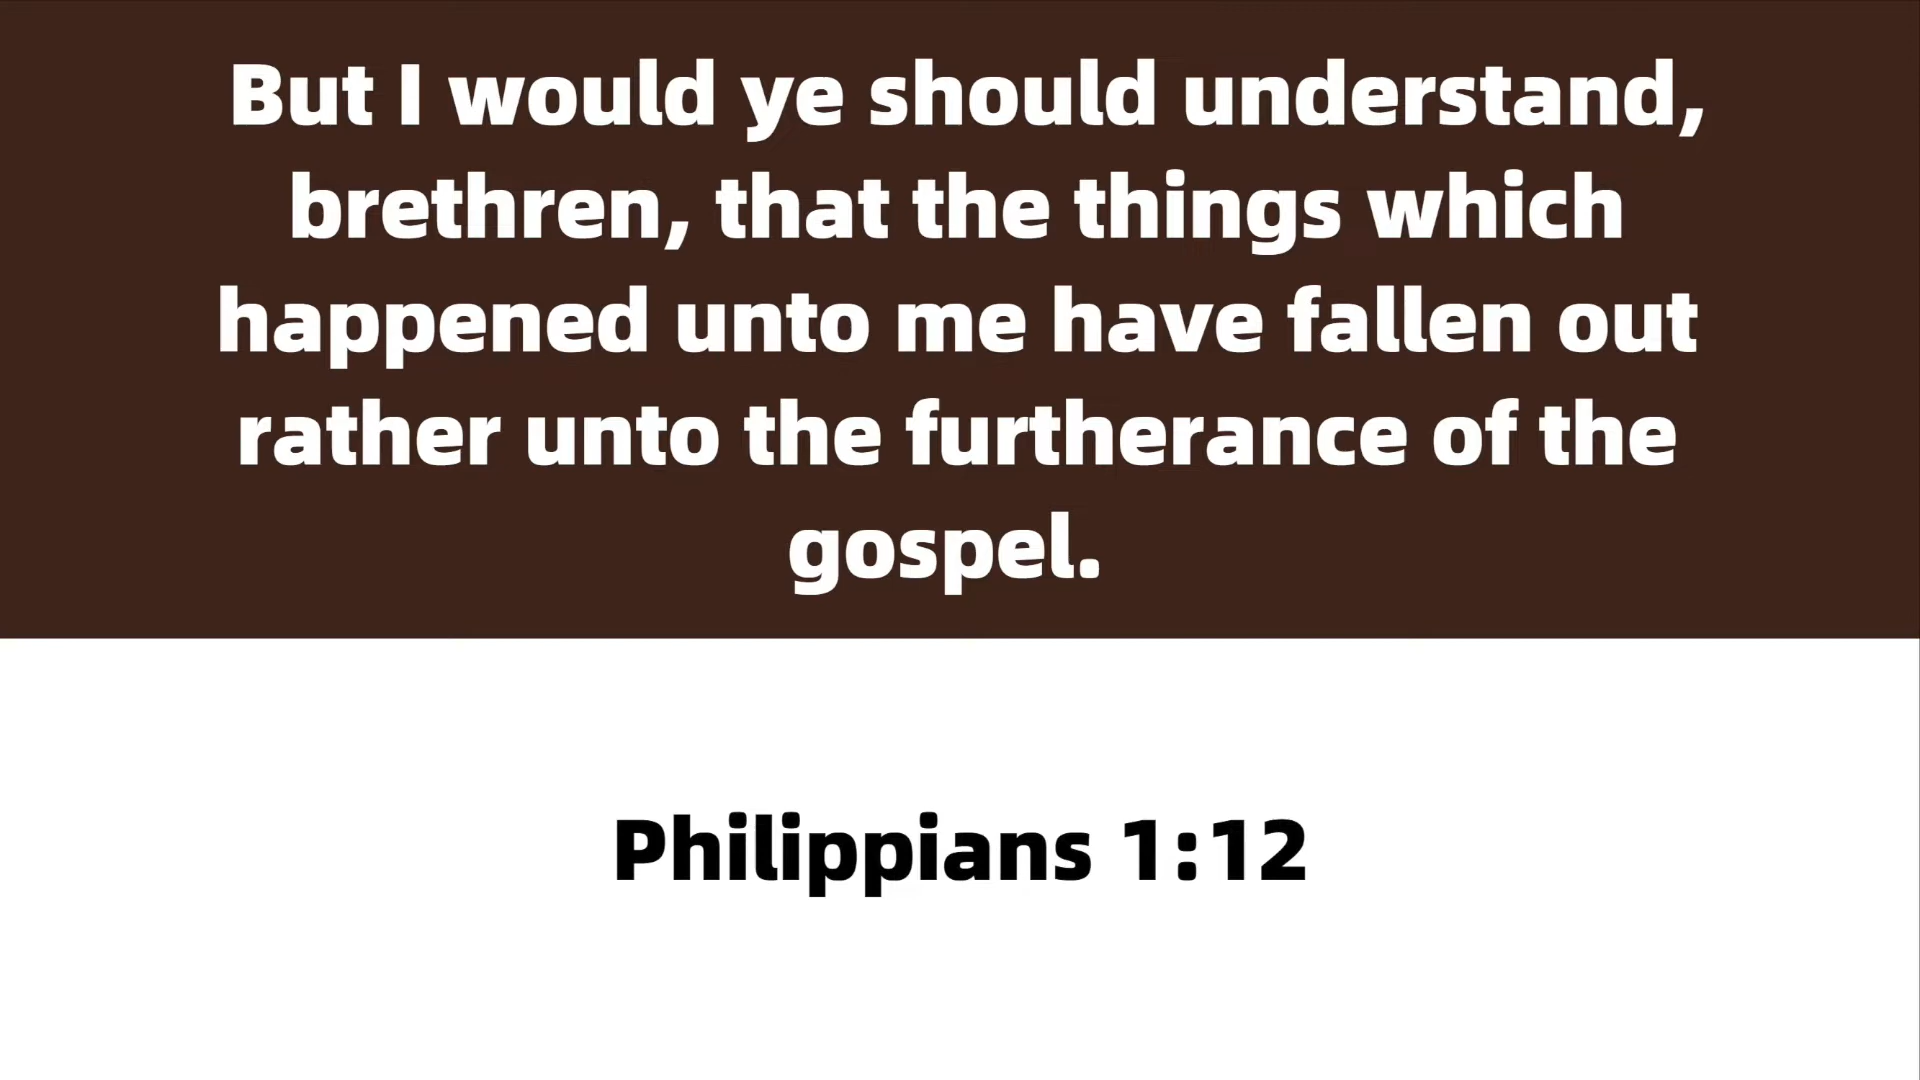 But I would ye should understand,
brethren, that the things which
happened unto me have fallen out
rather unto the furtherance of the
gospel.
Philippians 1:12